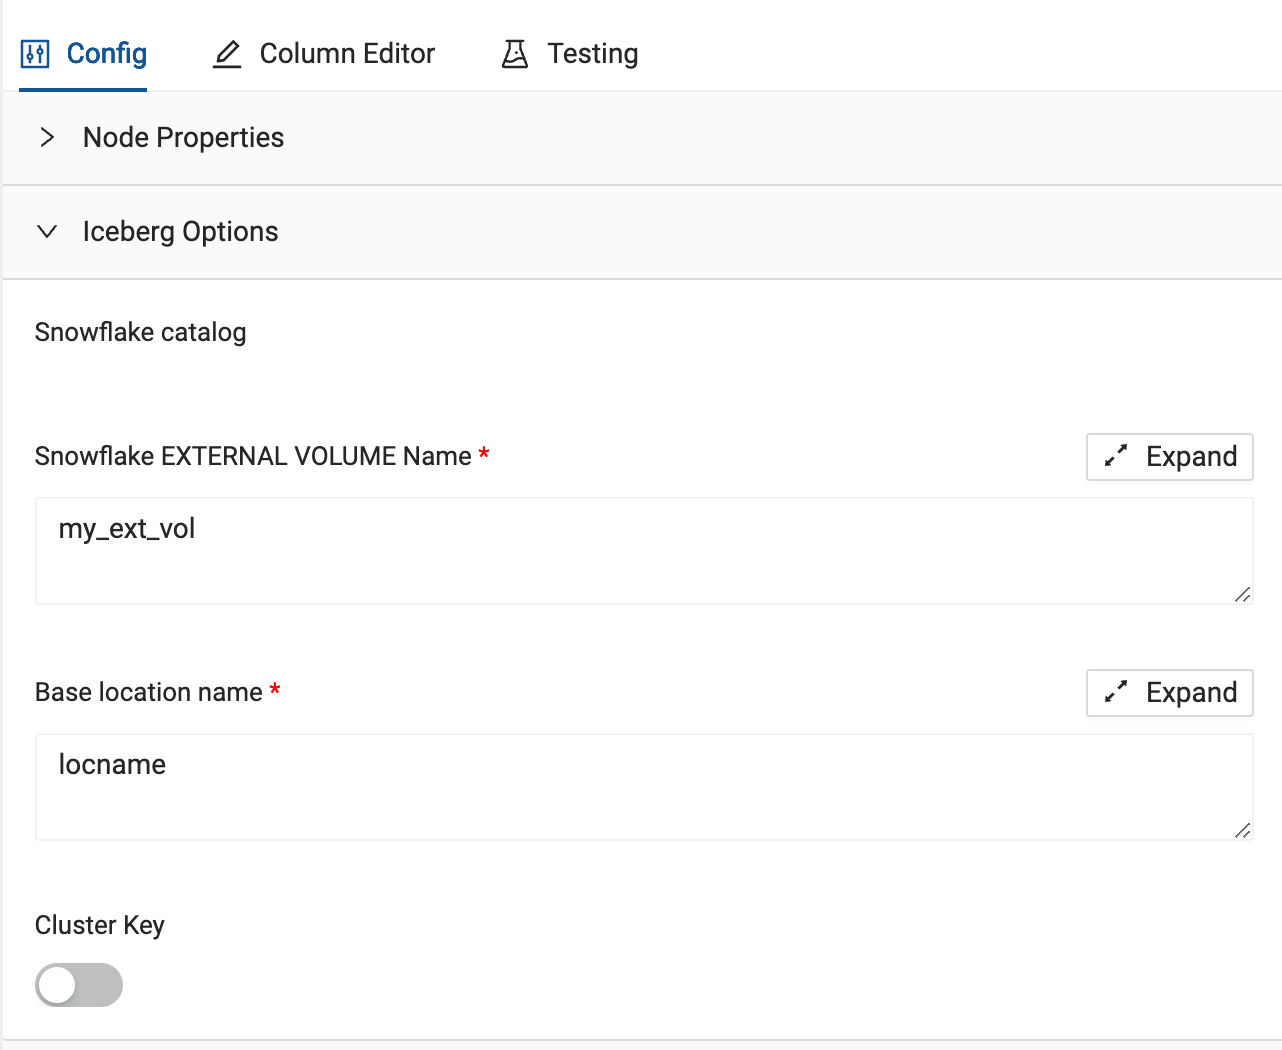 Config Column Editor Testing
Node Properties
Iceberg Options
Snowflake catalog
Snowflake EXTERNAL VOLUME Name * Expand
my_ext_vol
Base location name * Expand
locname
Cluster Key